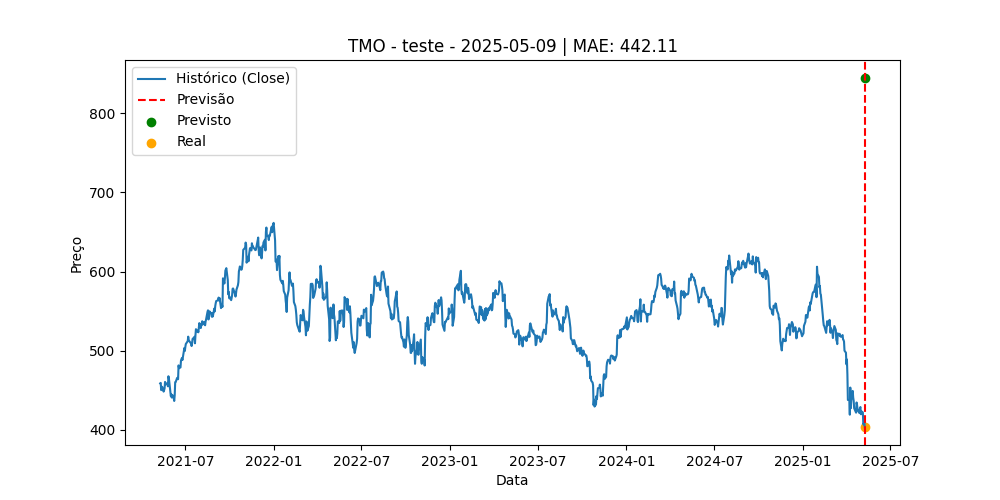 TMO - teste - 2025-05-09 | MAE: 442.11
Histórico (Close)
Previsão
Previsto
Real
Preço
800
700
600
500
400
2021-07
2022-01
2022-07
2023-01
2023-07
2024-01
2024-07
2025-01
2025-07
Data